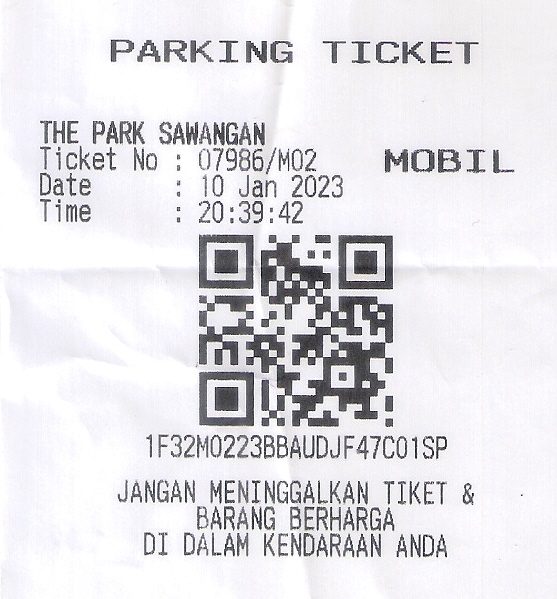 PARKING TICKET
THE PARK SAWANGAN
Ticket No : 07986/M02
MOBIL
Date : 10 Jan 2023
Time : 20:39:42
1F32M0223BBAUDJF47C01SP
JANGAN MENINGGALKAN TIKET &
BARANG BERHARGA
DI DALAM KENDARAAN ANDA